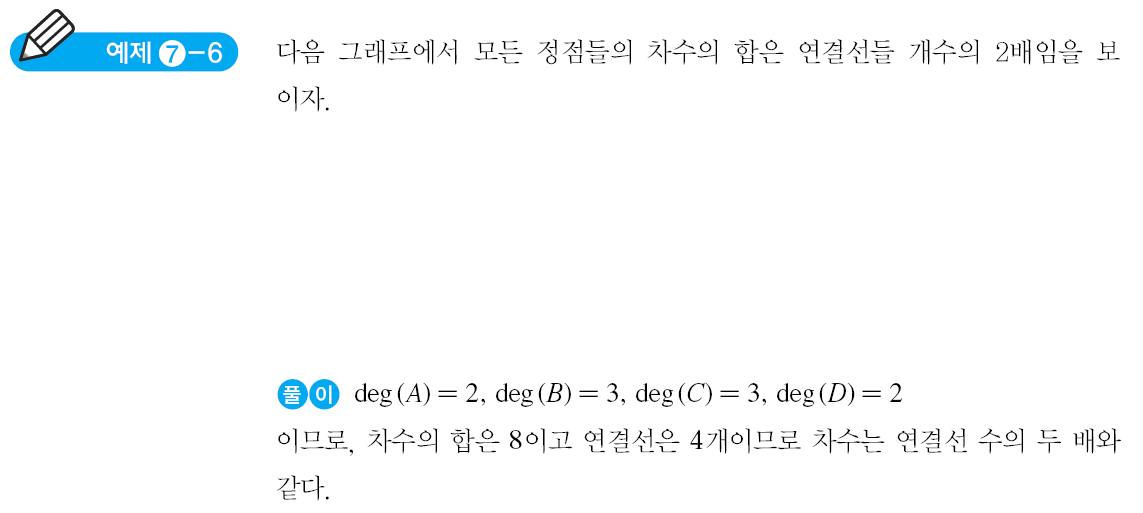 예제 7-6 다음 그래프에서 모든 정점들의 차수의 합은 연결선들 개수의 2배임을 보
이자.
풀이 deg(A) = 2, deg(B) = 3, deg(C) = 3, deg(D) = 2
이므로, 차수의 합은 8이고 연결선은 4개이므로 차수는 연결선 수의 두 배와
같다.